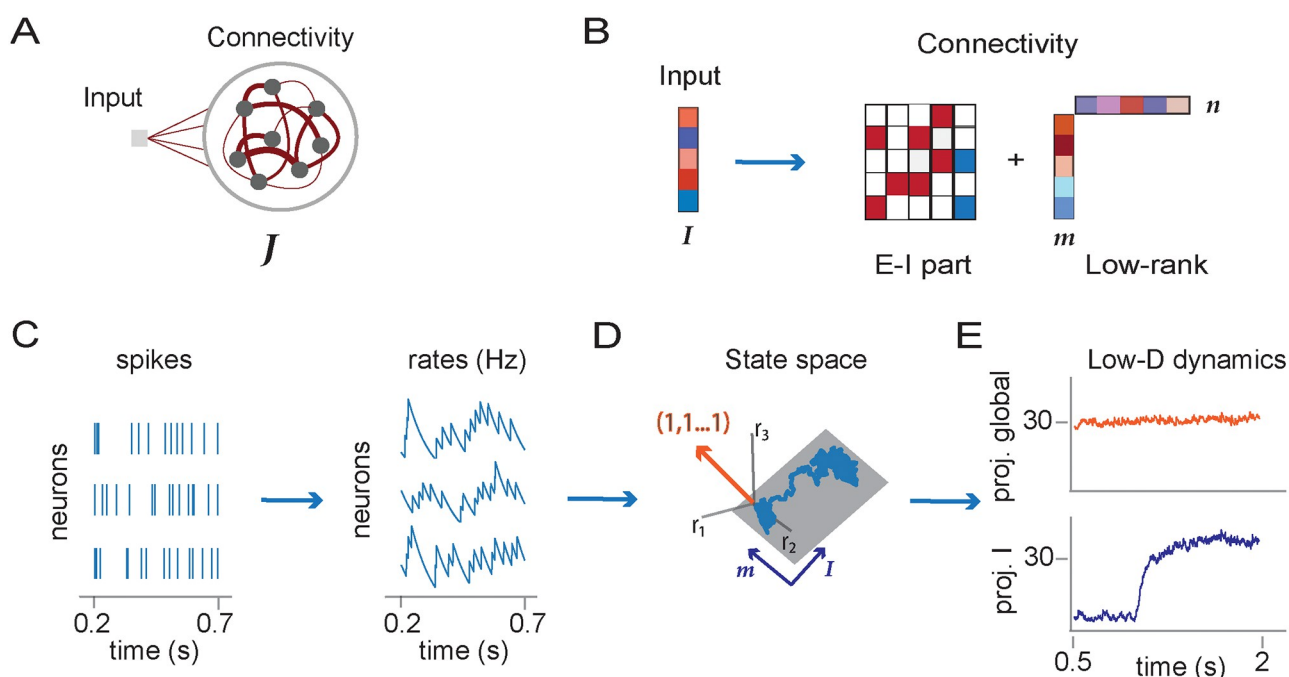 A
Connectivity
Input
J
B
Connectivity
Input
I
+
n
m
E-I part
Low-rank
C
spikes
neurons
0.2
0.7
time (s)
rates (Hz)
neurons
0.2
0.7
time (s)
D
State space
(1,1...1)
r3
r1
r2
m
I
E
Low-D dynamics
proj. global
30
proj. I
30
0.5
2
time (s)